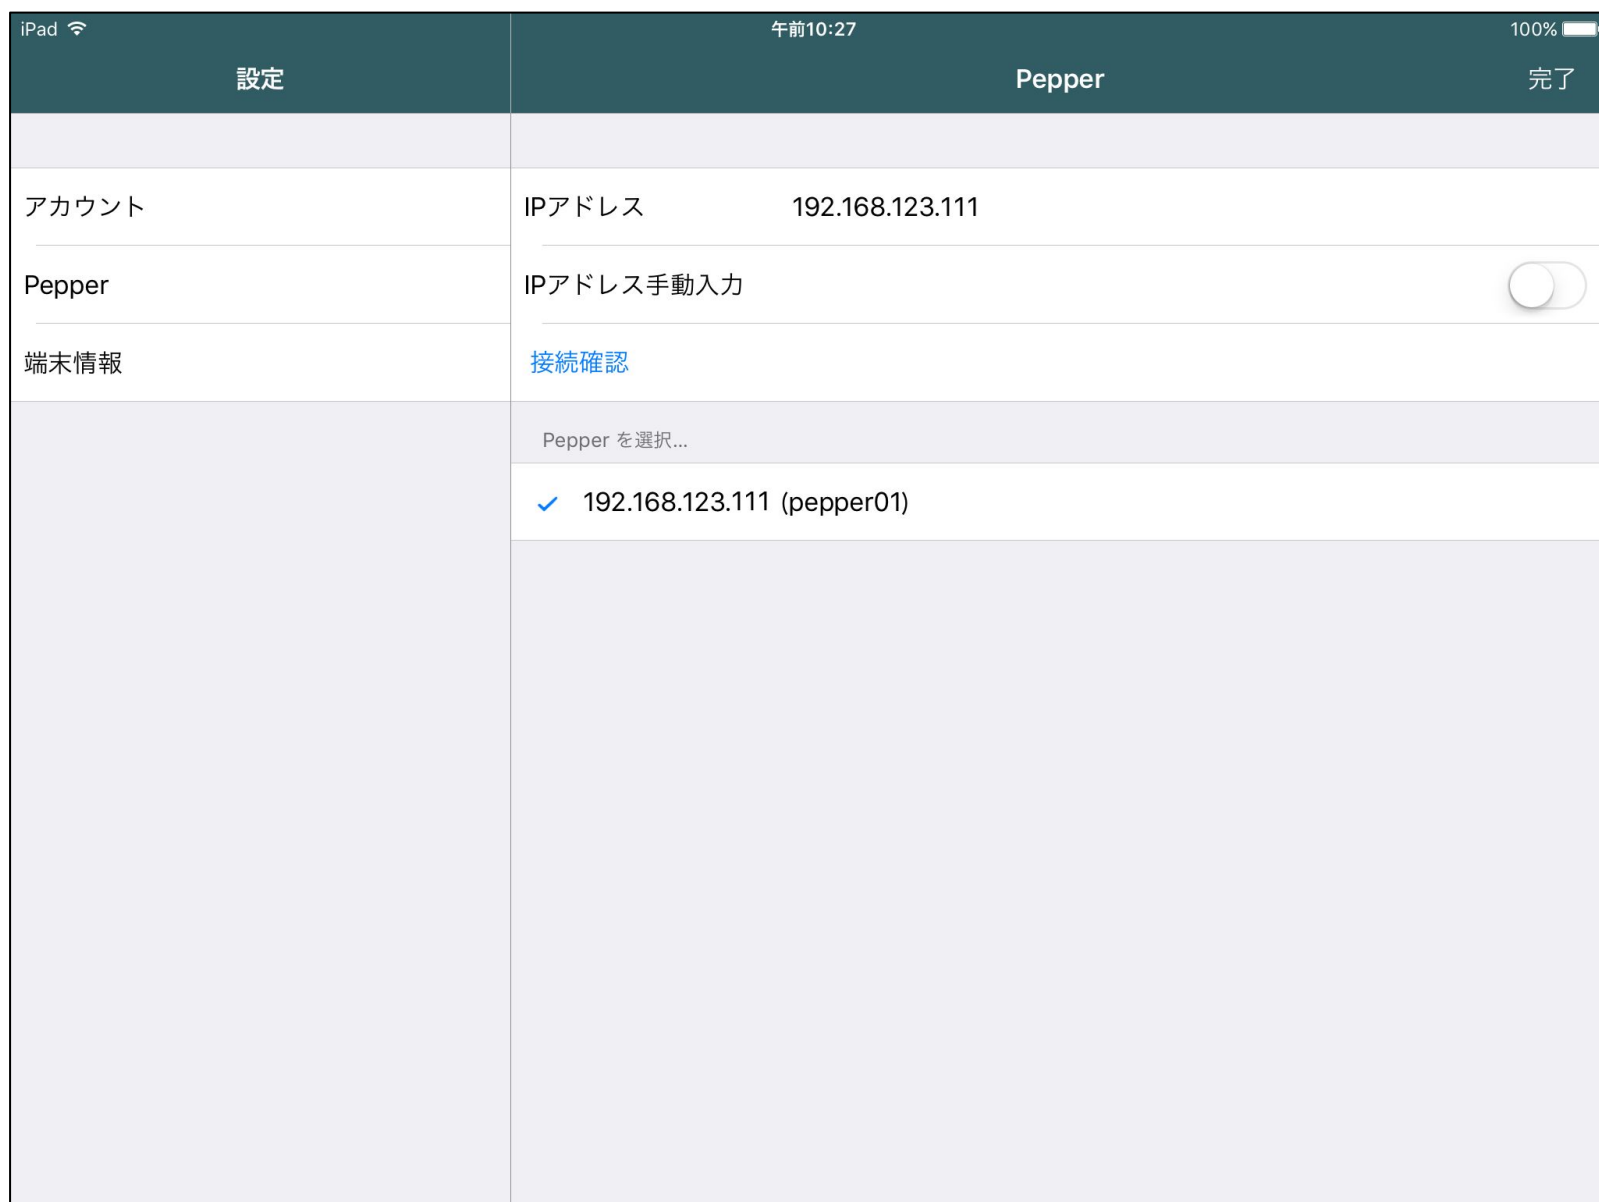 iPad 午前10:27 100%
設定 Pepper 完了
アカウント
Pepper
端末情報
IPアドレス 192.168.123.111
IPアドレス手動入力
接続確認
Pepper を選択...
192.168.123.111 (pepper01)